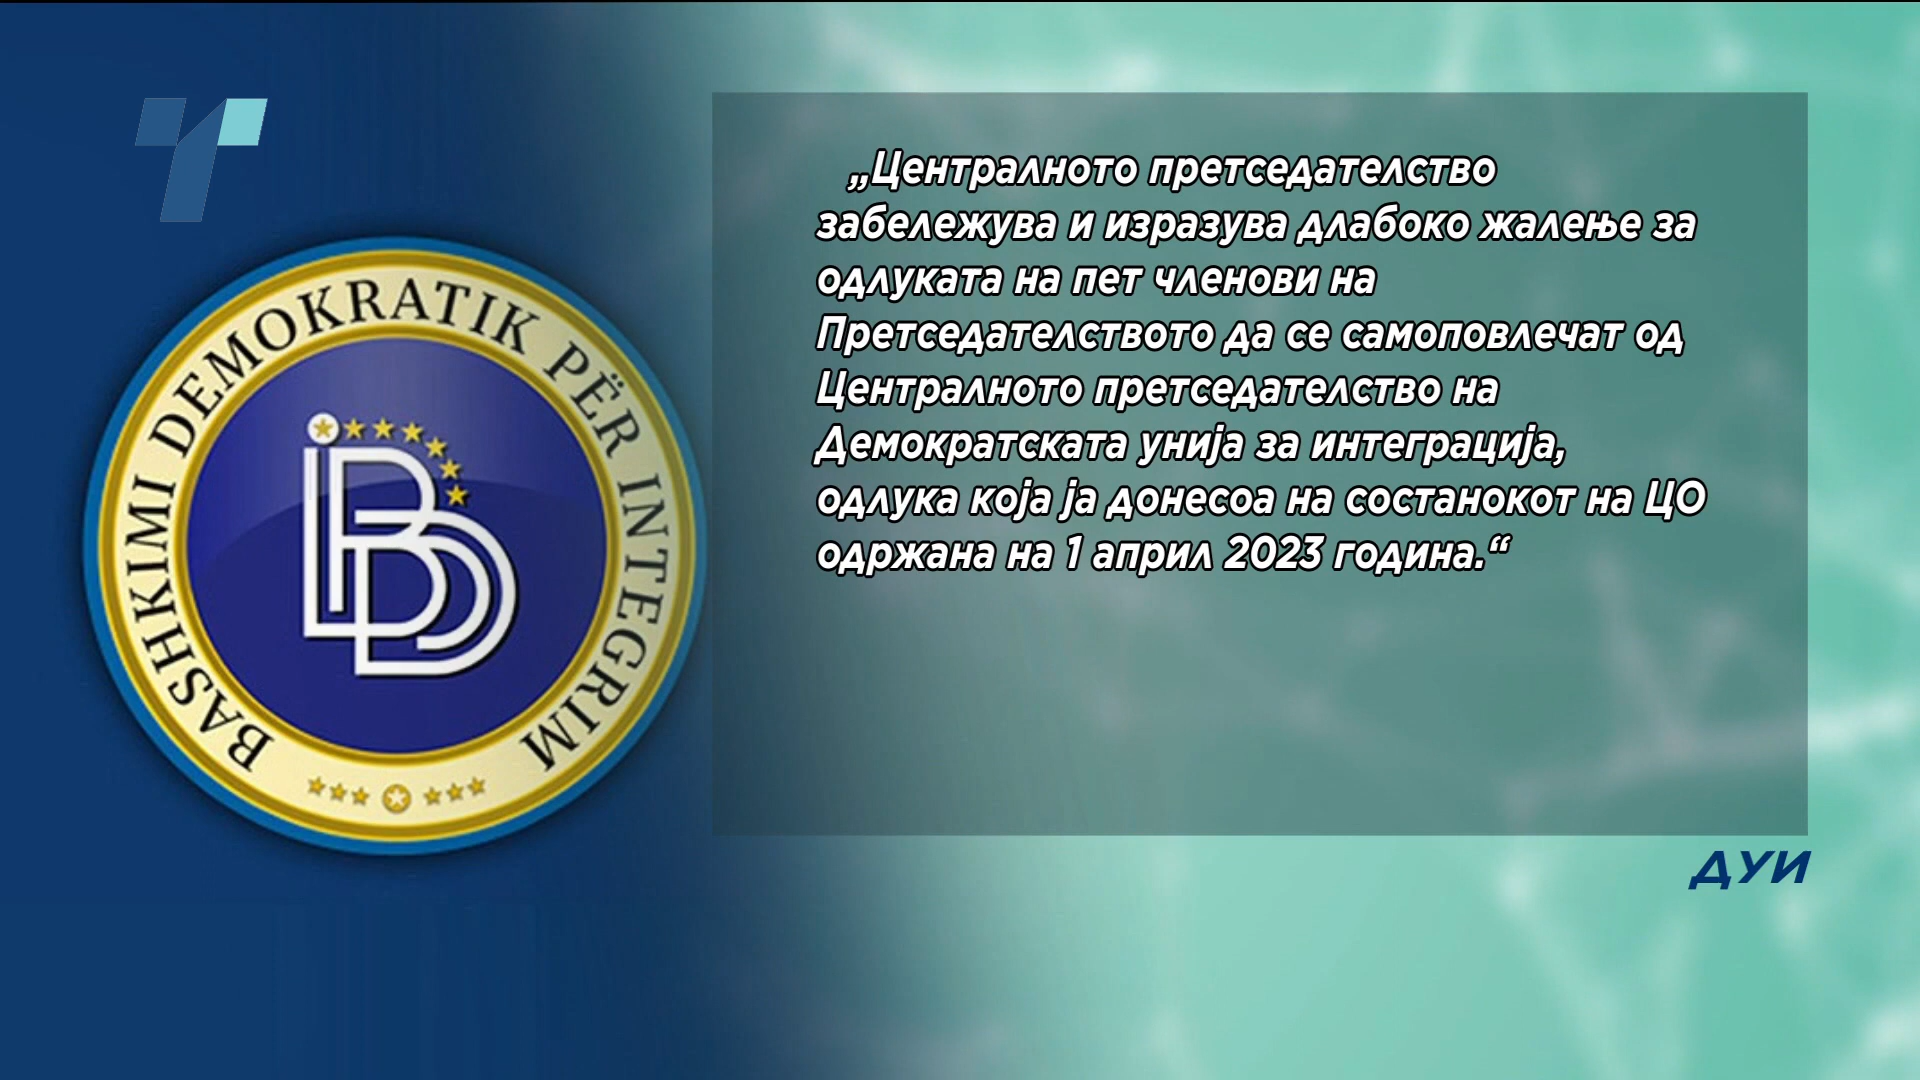 BASHKIMI DEMOKRATIK PËR INTEGRIM
BDI
„Централното претседателство
забележува и изразува длабоко жалење за
одлуката на пет членови на
Претседателството да се самоповлечат од
Централното претседателство на
Демократската унија за интеграција,
одлука која ја донесоа на состанокот на ЦО
одржана на 1 април 2023 година.“
ДУИ